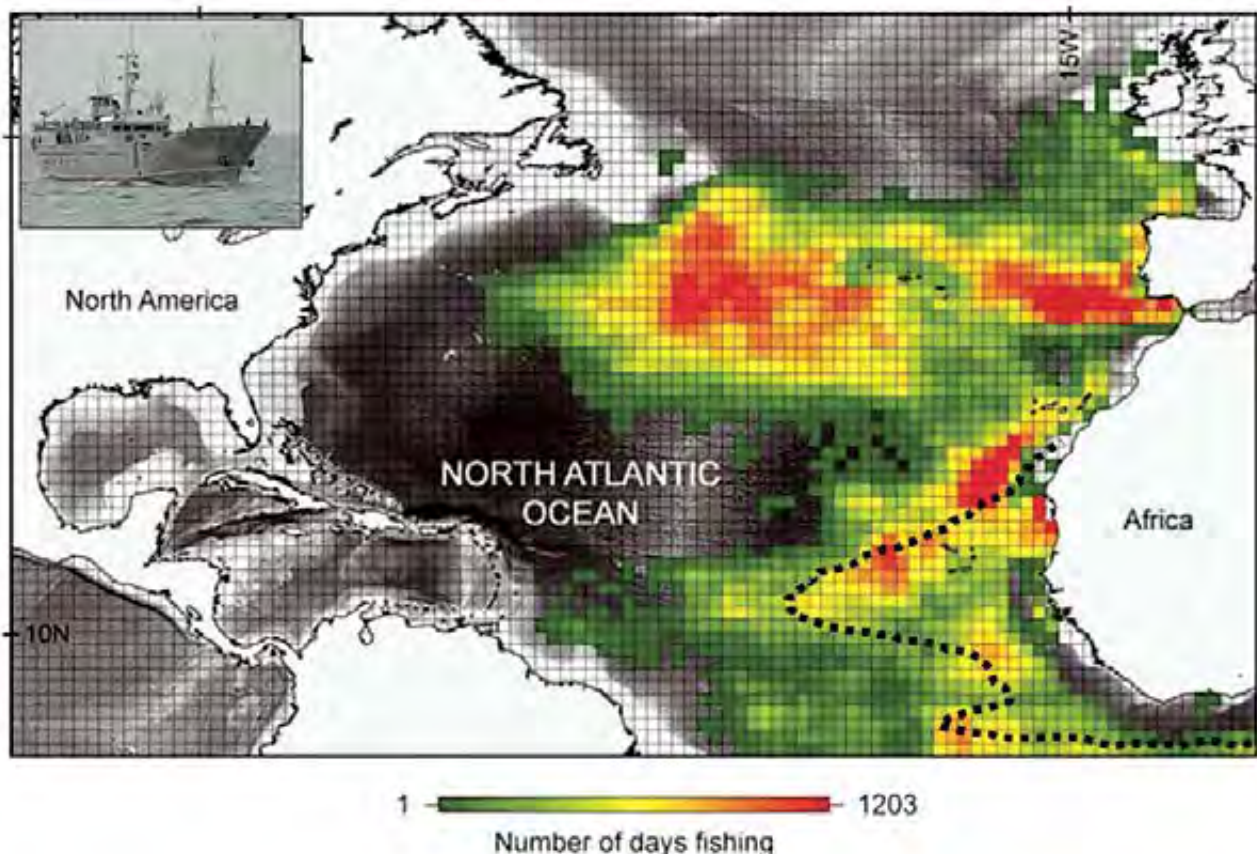 15W
North America
NORTH ATLANTIC
OCEAN
Africa
10N
1
1203
Number of days fishing